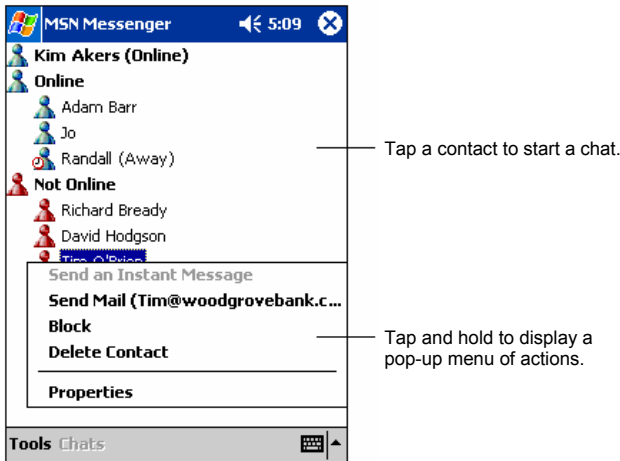 MSN Messenger 5:09
Kim Akers (Online)
Online
Adam Barr
Jo
Randall (Away)
Tap a contact to start a chat.
Not Online
Richard Bready
David Hodgson
Tim O'Brien
Send an Instant Message
Send Mail (Tim@woodgrovebank.c...
Block
Delete Contact
Tap and hold to display a
pop-up menu of actions.
Properties
Tools Chats